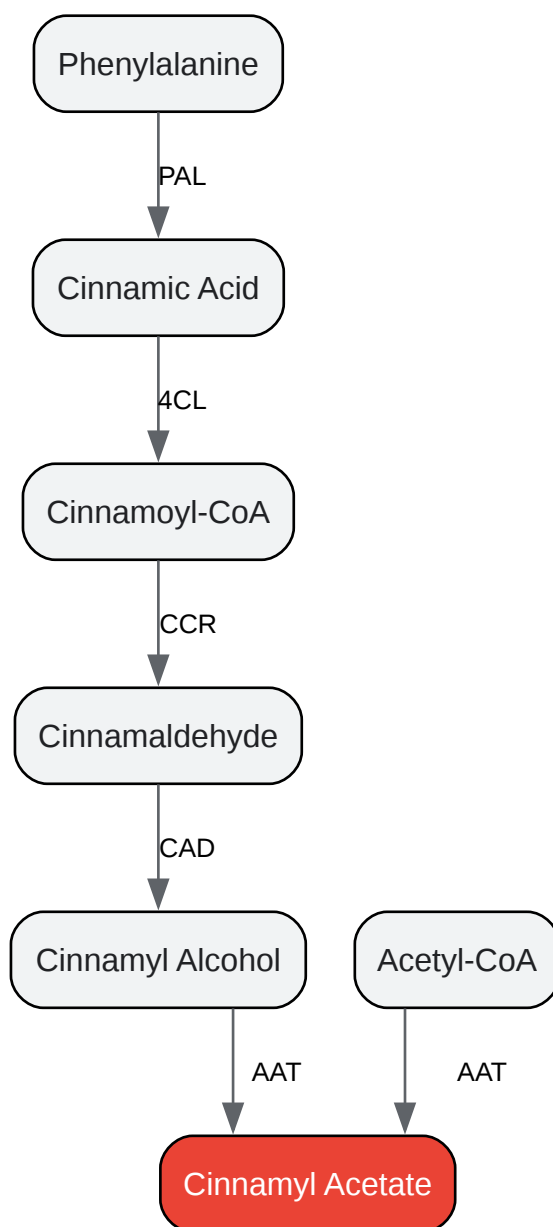 Phenylalanine
PAL
Cinnamic Acid
4CL
Cinnamoyl-CoA
CCR
Cinnamaldehyde
CAD
Cinnamyl Alcohol
Acetyl-CoA
AAT
AAT
Cinnamyl Acetate